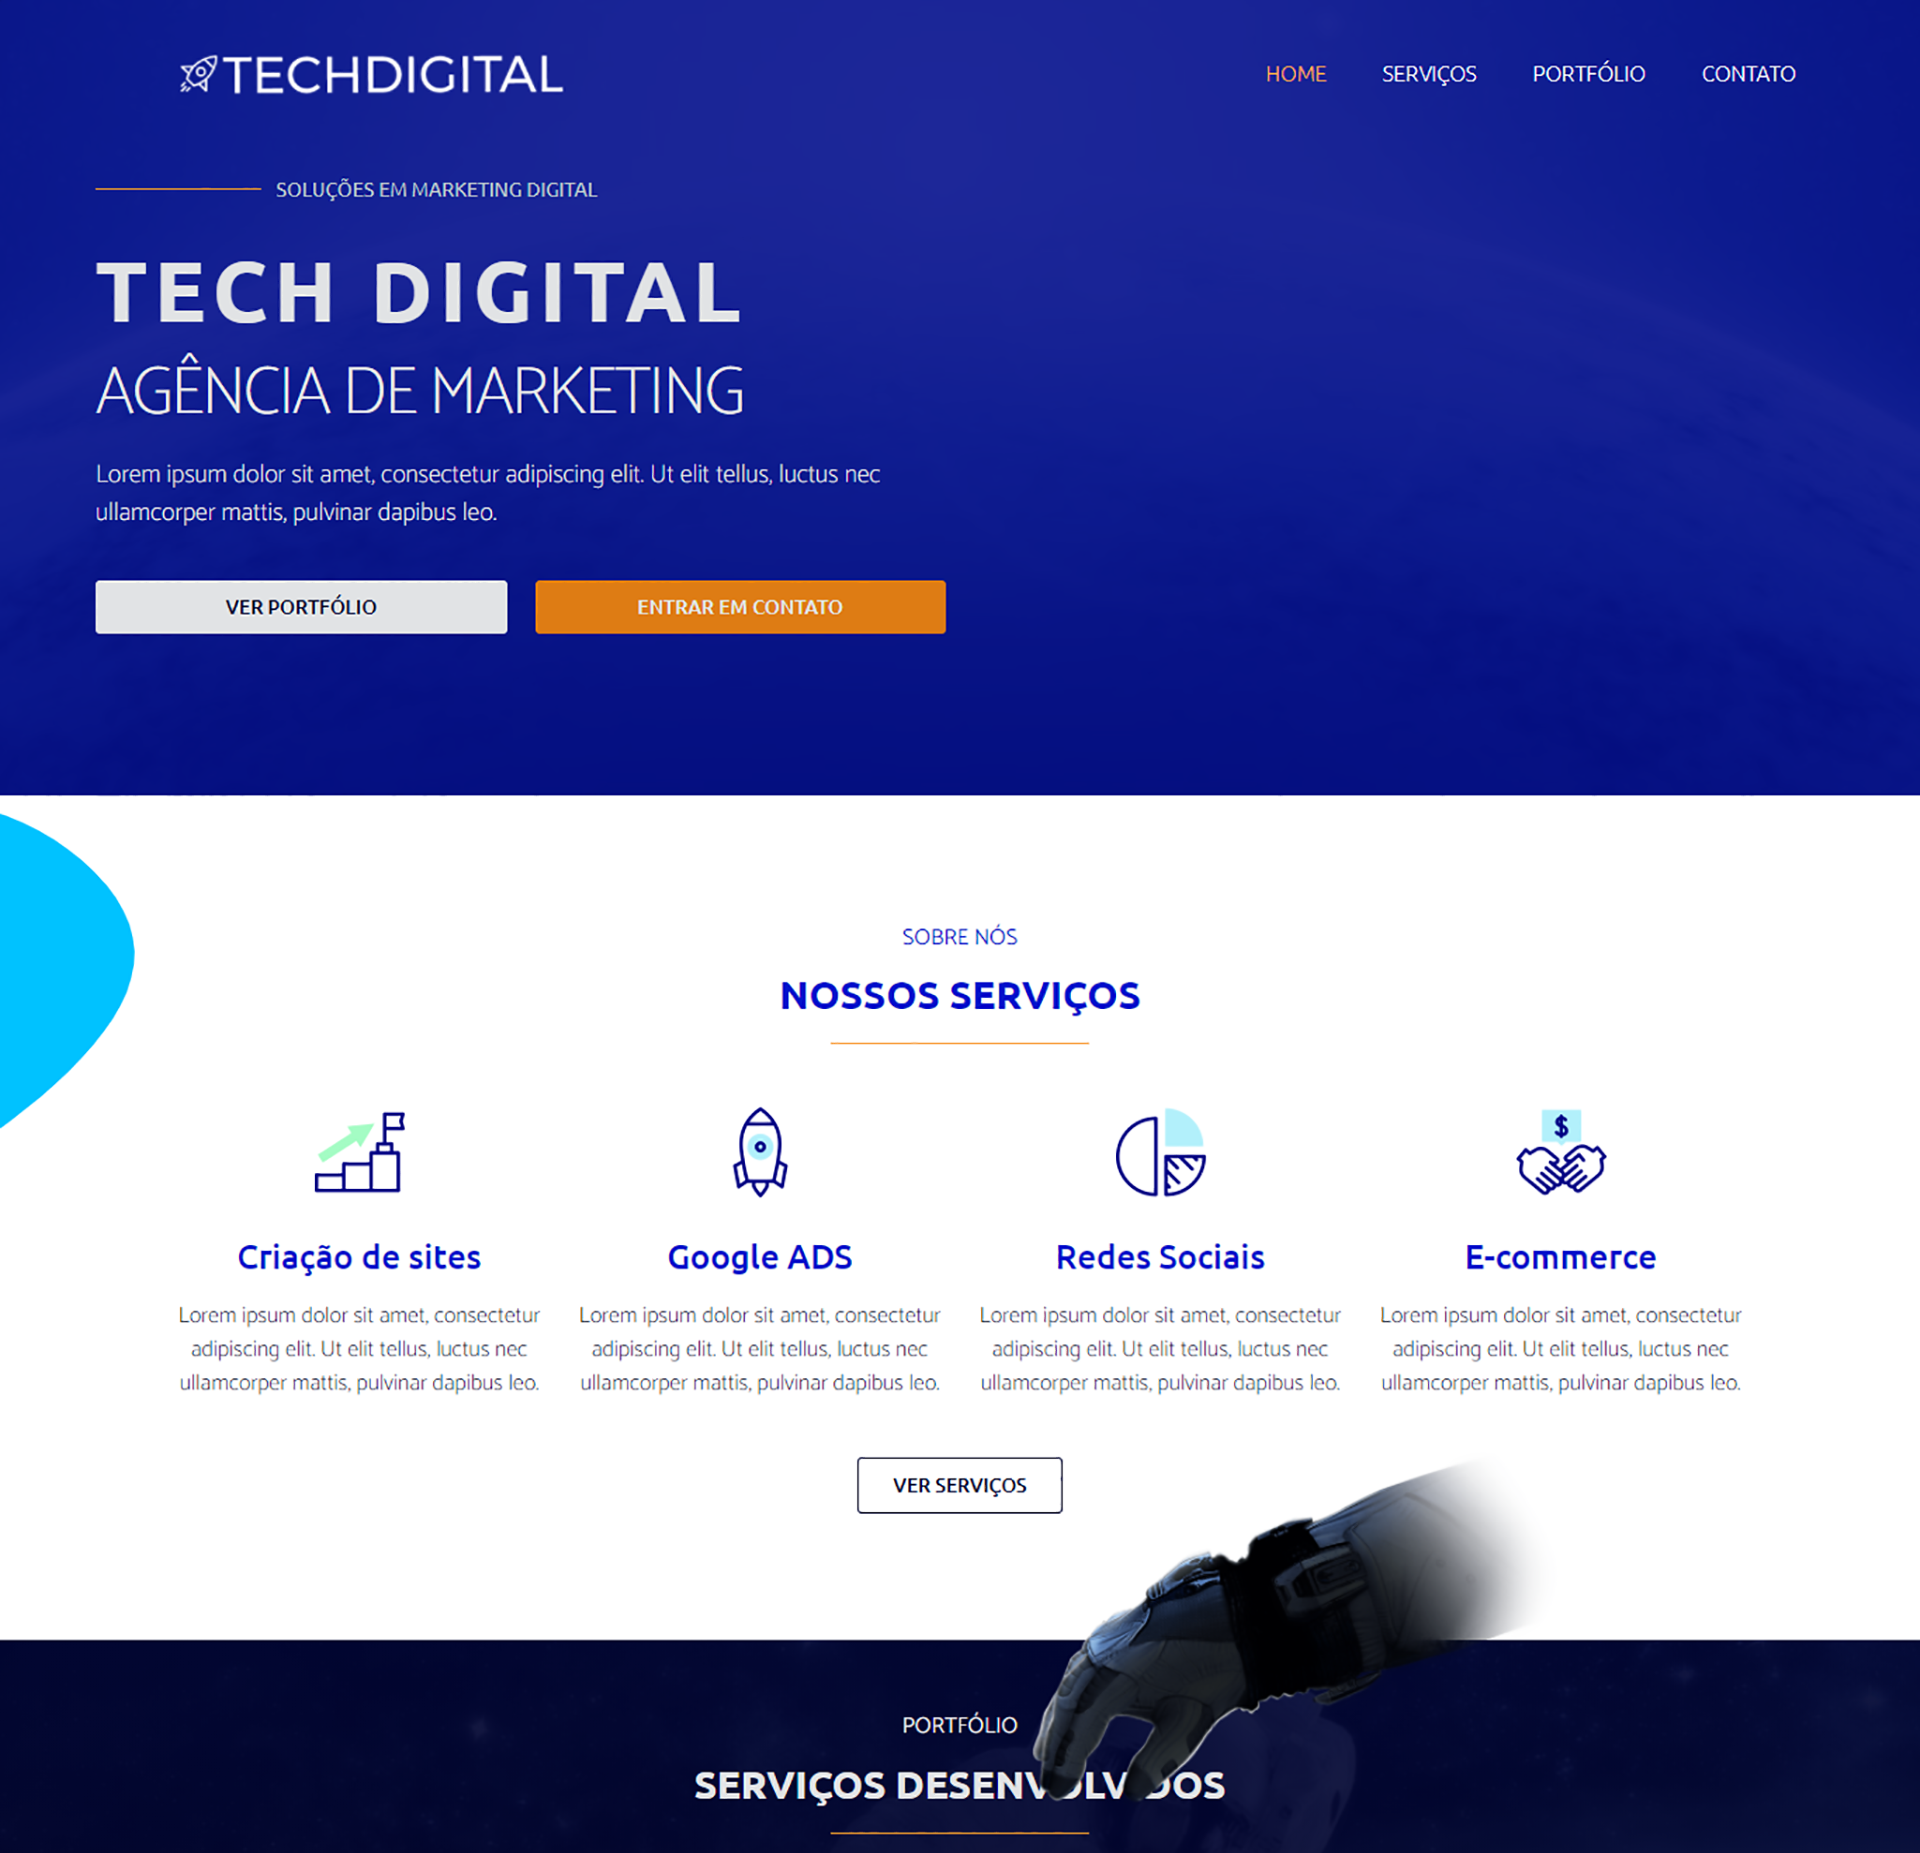 TECHDIGITAL
HOME SERVIÇOS PORTFÓLIO CONTATO
SOLUÇÕES EM MARKETING DIGITAL
TECH DIGITAL
AGÊNCIA DE MARKETING
Lorem ipsum dolor sit amet, consectetur adipiscing elit. Ut elit tellus, luctus nec
ullamcorper mattis, pulvinar dapibus leo.
VER PORTFÓLIO
ENTRAR EM CONTATO
SOBRE NÓS
NOSSOS SERVIÇOS
$
Criação de sites
Lorem ipsum dolor sit amet, consectetur
adipiscing elit. Ut elit tellus, luctus nec
ullamcorper mattis, pulvinar dapibus leo.
Google ADS
Lorem ipsum dolor sit amet, consectetur
adipiscing elit. Ut elit tellus, luctus nec
ullamcorper mattis, pulvinar dapibus leo.
Redes Sociais
Lorem ipsum dolor sit amet, consectetur
adipiscing elit. Ut elit tellus, luctus nec
ullamcorper mattis, pulvinar dapibus leo.
E-commerce
Lorem ipsum dolor sit amet, consectetur
adipiscing elit. Ut elit tellus, luctus nec
ullamcorper mattis, pulvinar dapibus leo.
VER SERVIÇOS
PORTFÓLIO
SERVIÇOS DESENVOLVIDOS